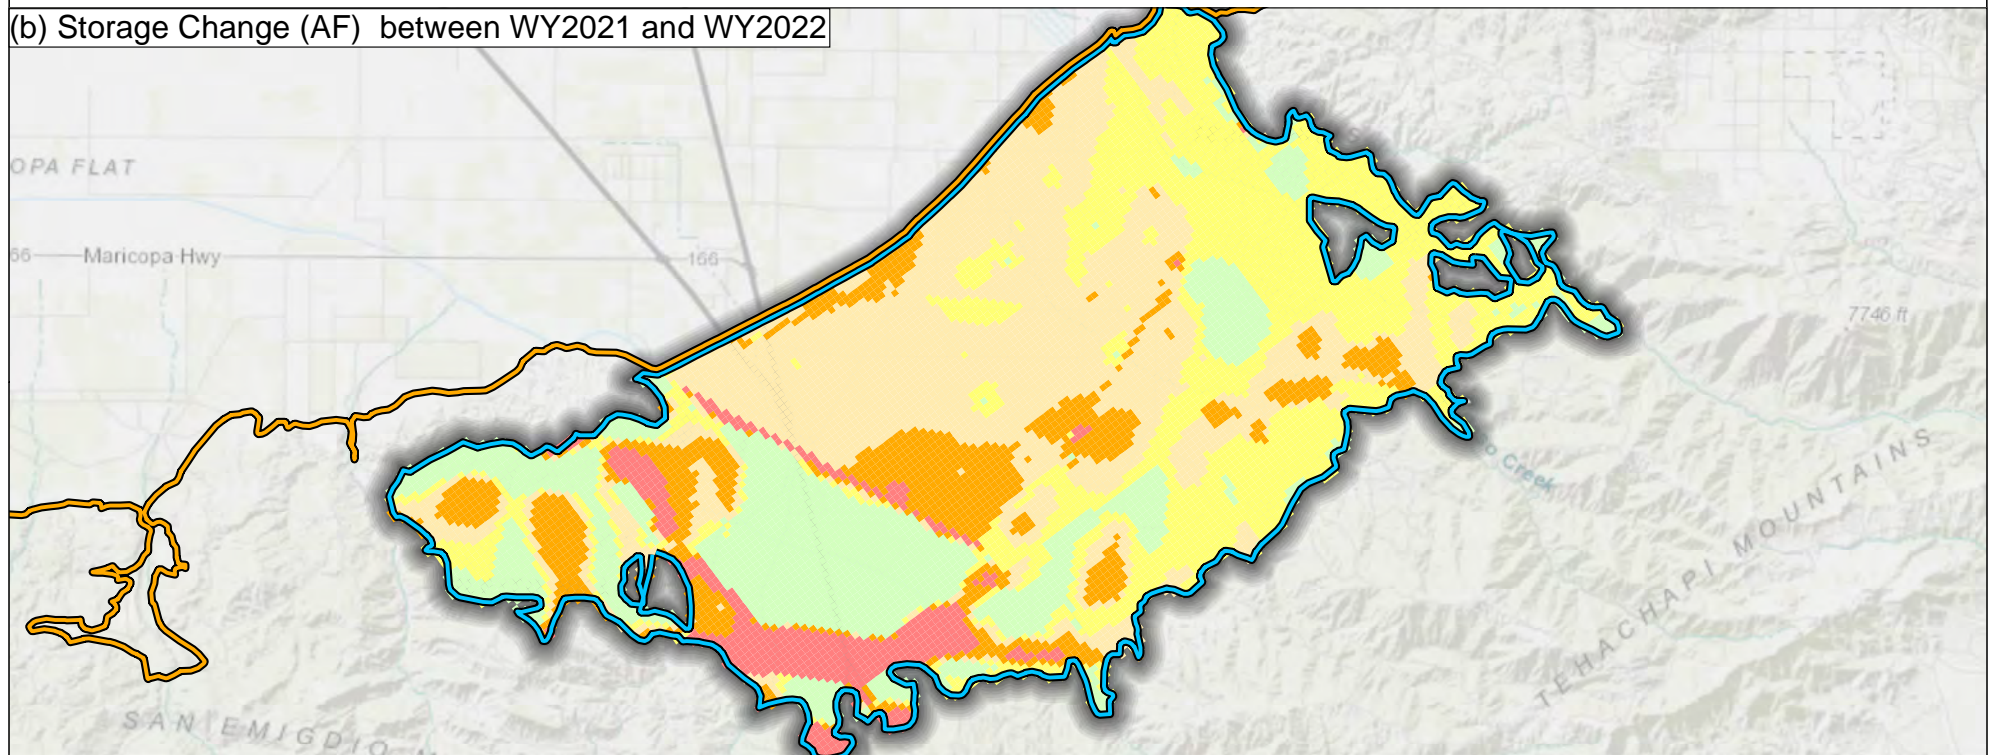 (b) Storage Change (AF) between WY2021 and WY2022
OPA FLAT
66
Maricopa Hwy
166
7746 ft
o Creek
TEHACHAPI MOUNTAINS
SAN EMIGDIO M